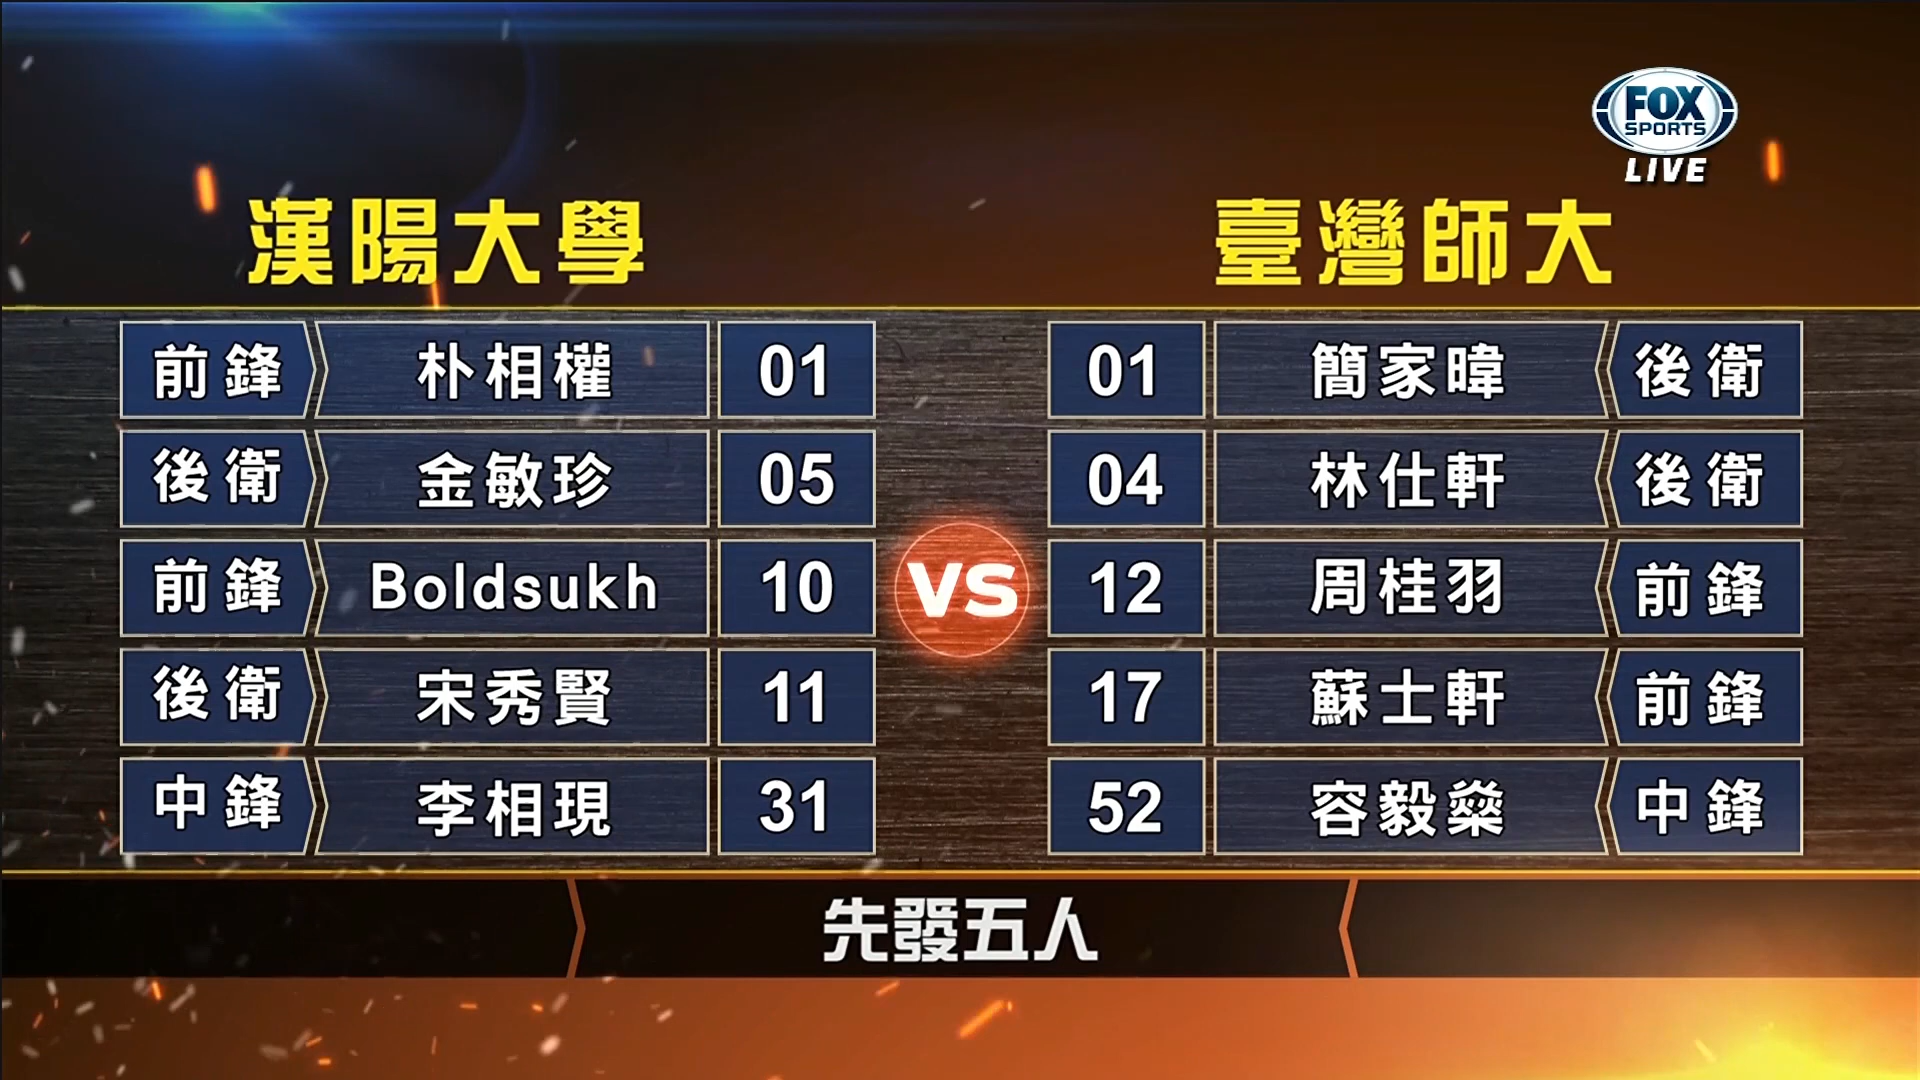 FOX
SPORTS
LIVE
漢陽大學
臺灣師大
前鋒 朴相權 01
01 簡家暐 後衛
後衛 金敏珍 05
04 林仕軒 後衛
前鋒 Boldsukh 10
VS
12 周桂羽 前鋒
後衛 宋秀賢 11
17 蘇士軒 前鋒
中鋒 李相現 31
52 容毅燊 中鋒
先發五人